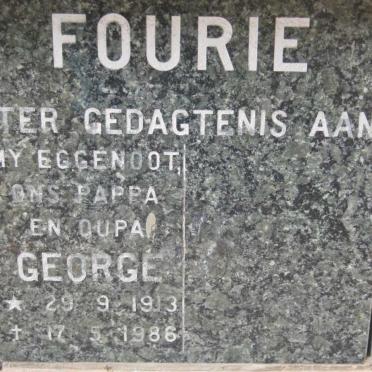 FOURIE
TER GEDAGTENIS AAN
MY EGGENOOT,
ONS PAPPA
EN OUPA
GEORGE
★ 29 9 1913
✝ 17 5 1986